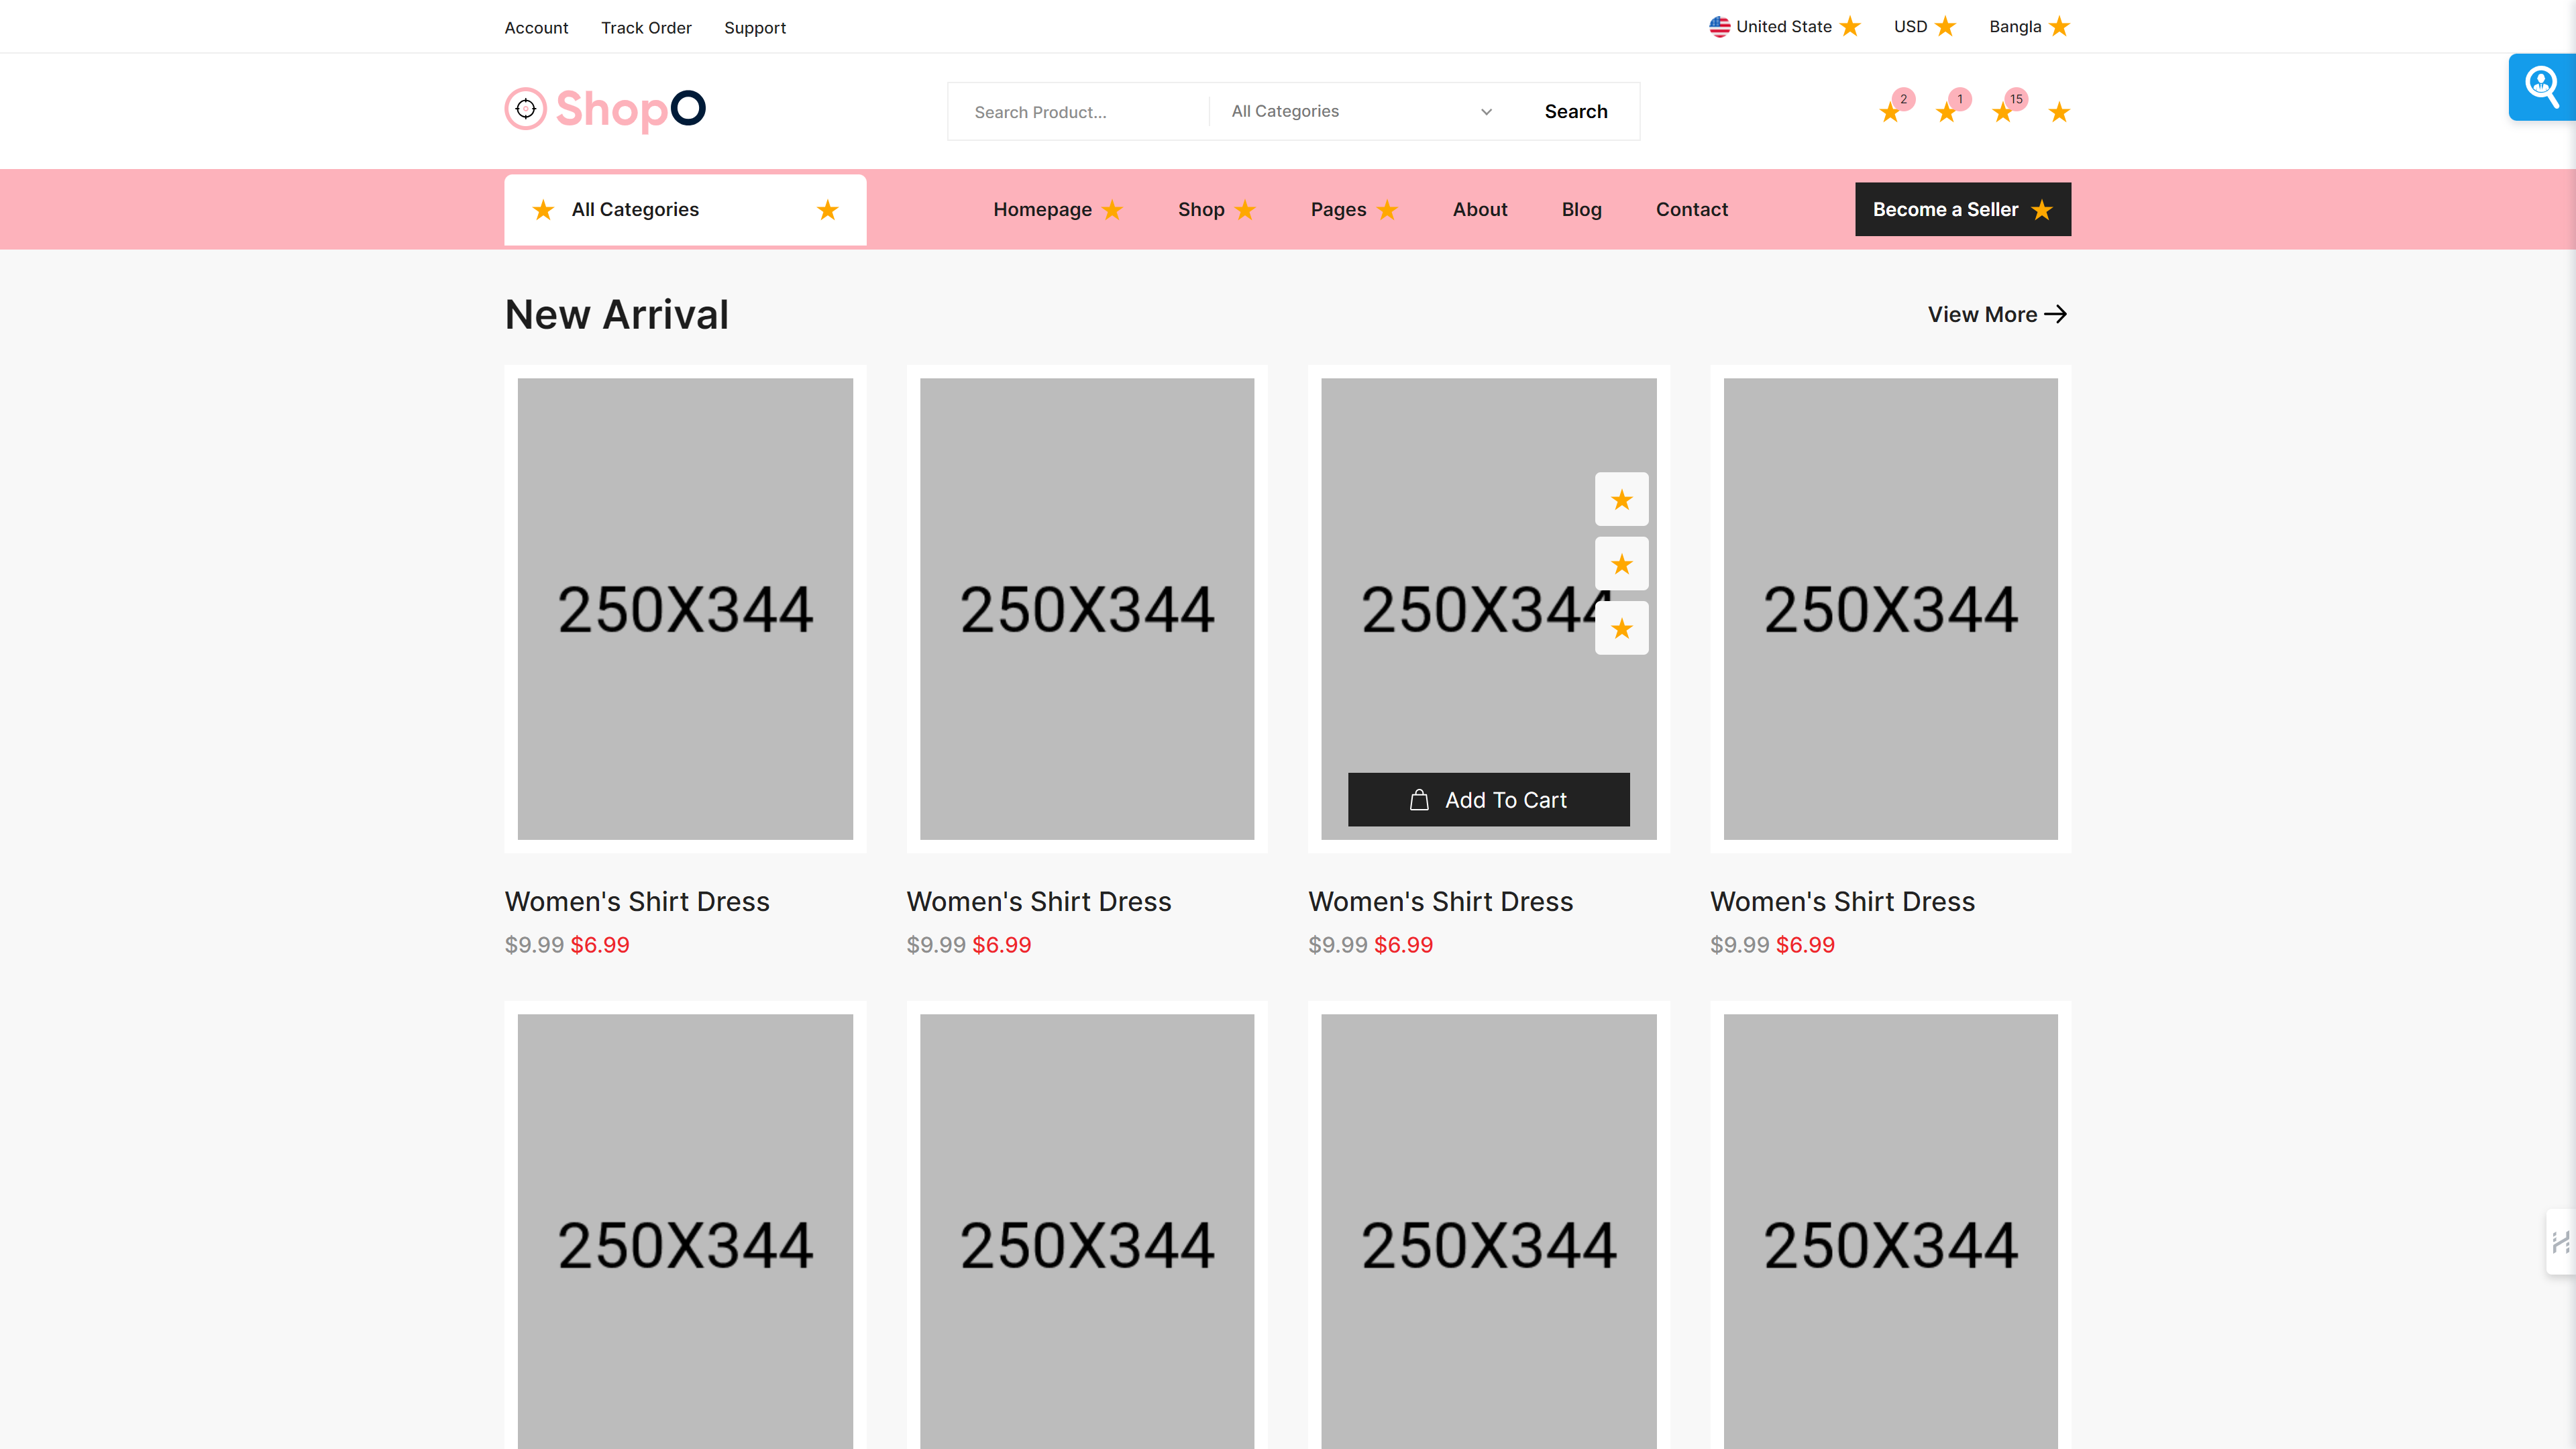 Account Track Order Support United State USD Bangla
ShopO Search Product... All Categories Search 2 1 15
All Categories Homepage Shop Pages About Blog Contact Become a Seller
New Arrival View More
250X344 250X344 250X344 250X344
Add To Cart
Women's Shirt Dress Women's Shirt Dress Women's Shirt Dress Women's Shirt Dress
$9.99 $6.99 $9.99 $6.99 $9.99 $6.99 $9.99 $6.99
250X344 250X344 250X344 250X344